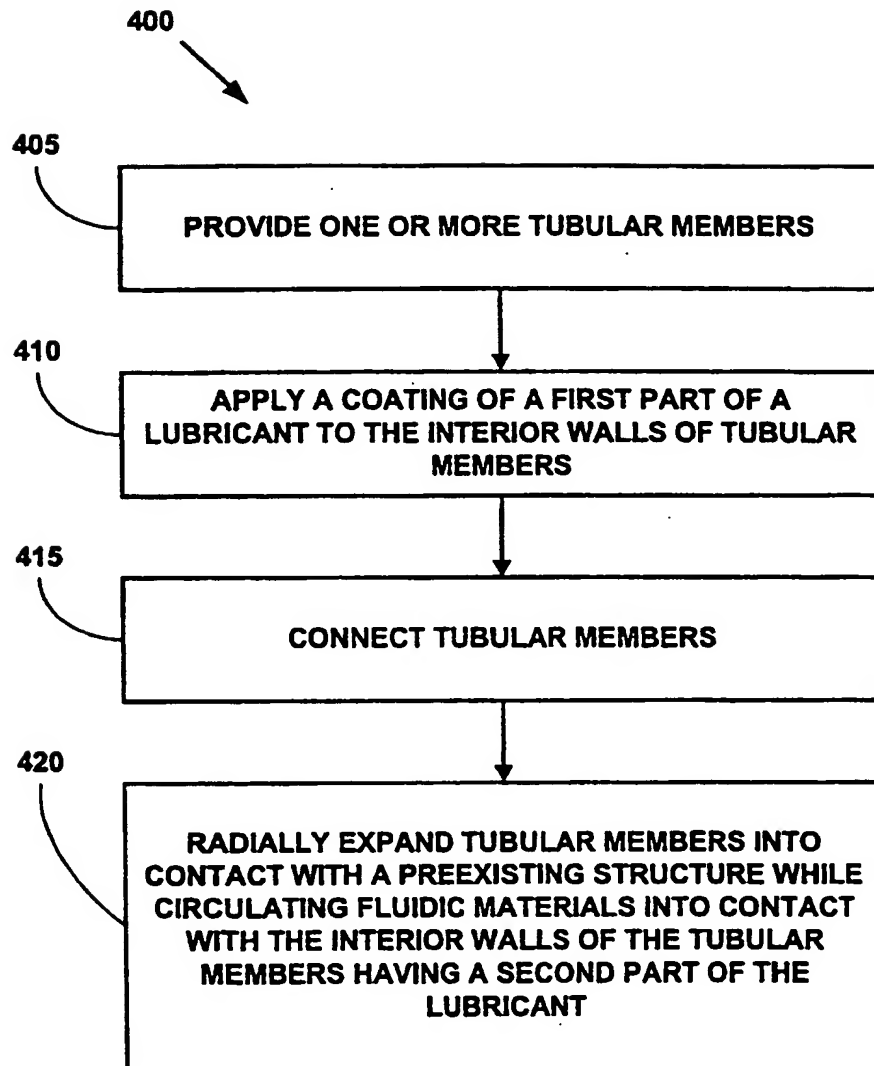 400
405
PROVIDE ONE OR MORE TUBULAR MEMBERS
410
APPLY A COATING OF A FIRST PART OF A
LUBRICANT TO THE INTERIOR WALLS OF TUBULAR
MEMBERS
415
CONNECT TUBULAR MEMBERS
420
RADIALLY EXPAND TUBULAR MEMBERS INTO
CONTACT WITH A PREEXISTING STRUCTURE WHILE
CIRCULATING FLUIDIC MATERIALS INTO CONTACT
WITH THE INTERIOR WALLS OF THE TUBULAR
MEMBERS HAVING A SECOND PART OF THE
LUBRICANT